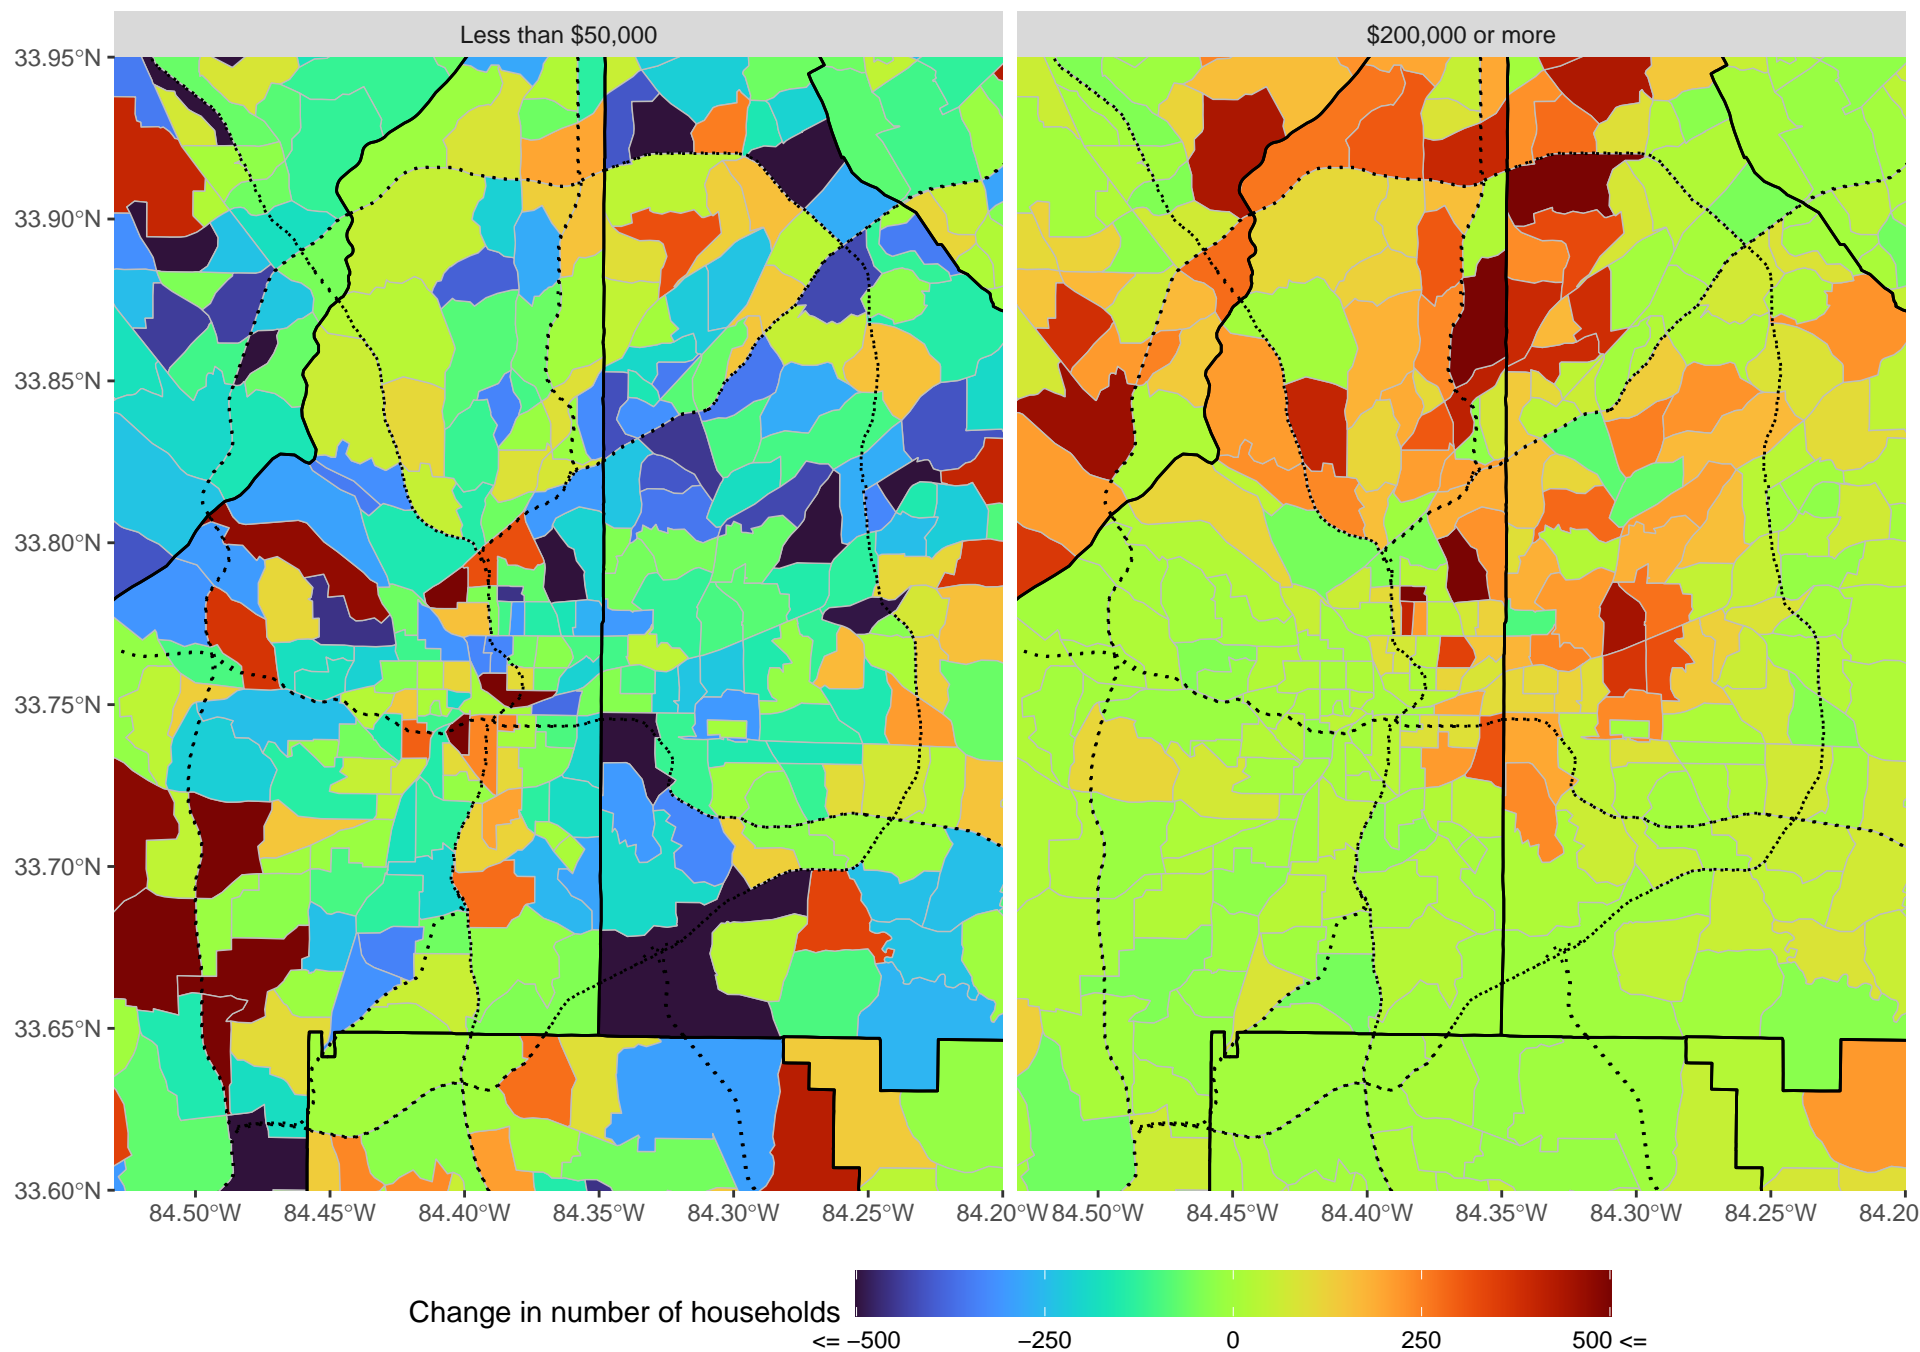 Less than $50,000
$200,000 or more
33.95°N
33.90°N
33.85°N
33.80°N
33.75°N
33.70°N
33.65°N
33.60°N
84.50°W 84.45°W 84.40°W 84.35°W 84.30°W 84.25°W 84.20°W 84.50°W 84.45°W 84.40°W 84.35°W 84.30°W 84.25°W 84.20
Change in number of households
<= −500 −250 0 250 500 <=